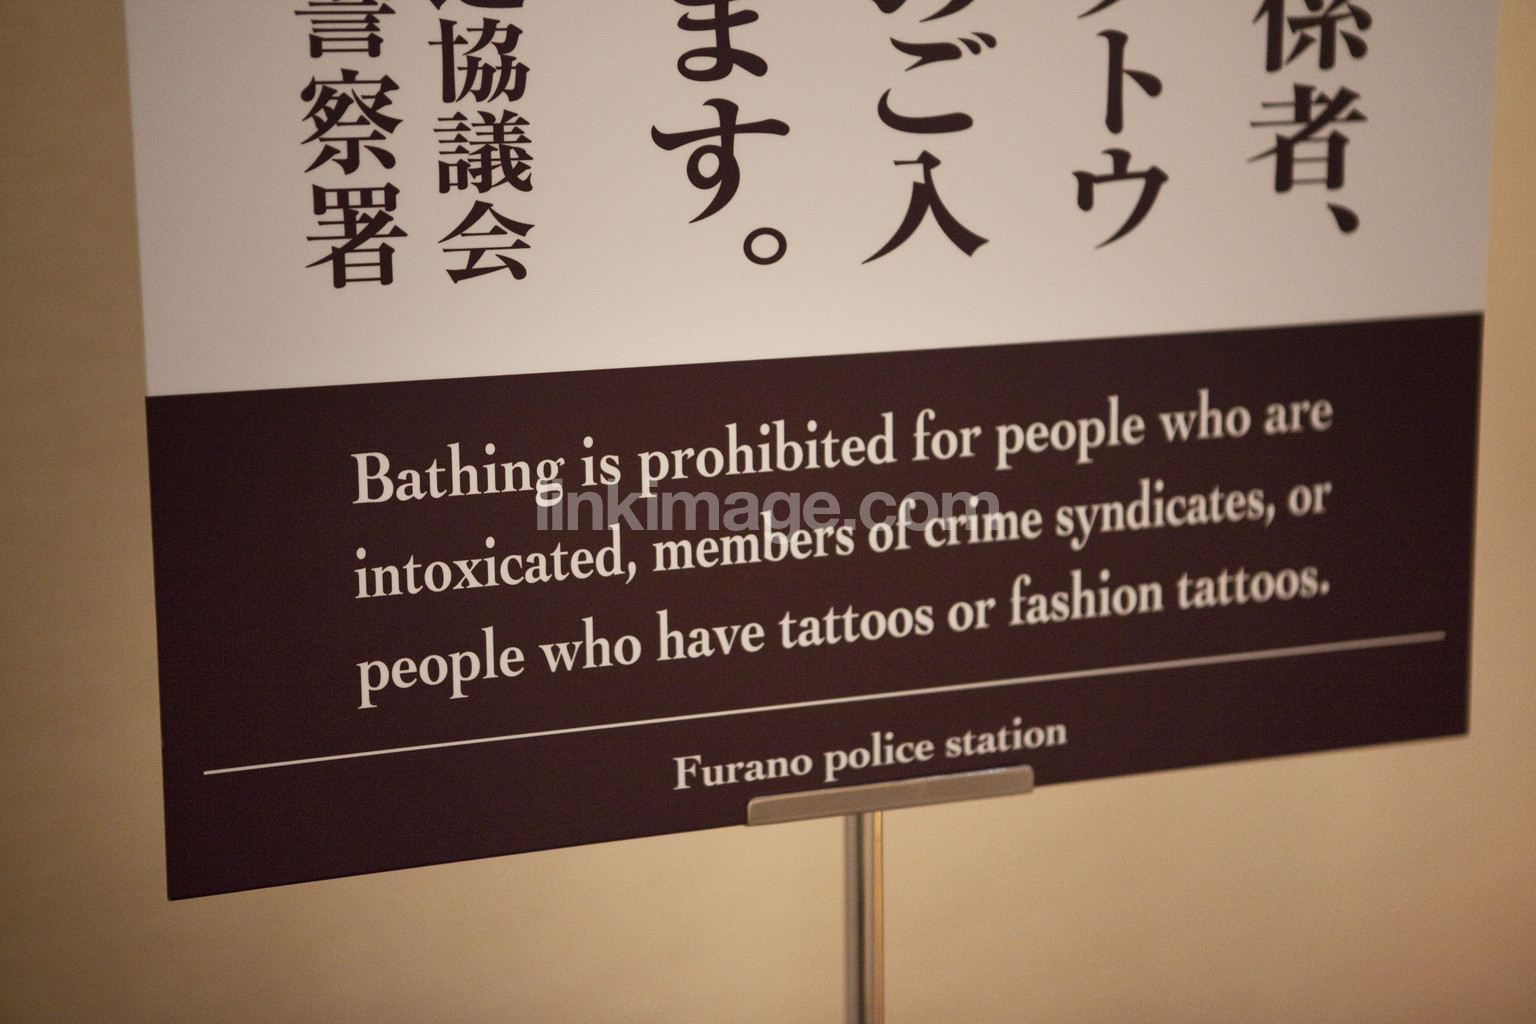 係者、
トウ
のご入
ます。
協議会
警察署
Bathing is prohibited for people who are
intoxicated, members of crime syndicates, or
people who have tattoos or fashion tattoos.
Furano police station
linkimage.com